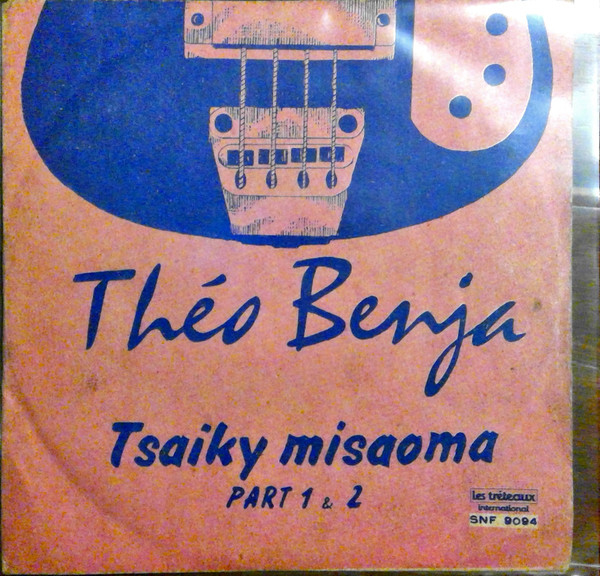 Théo Benja
Tsaiky misaoma
PART 1 & 2
les tréteaux
international
SNF 9094